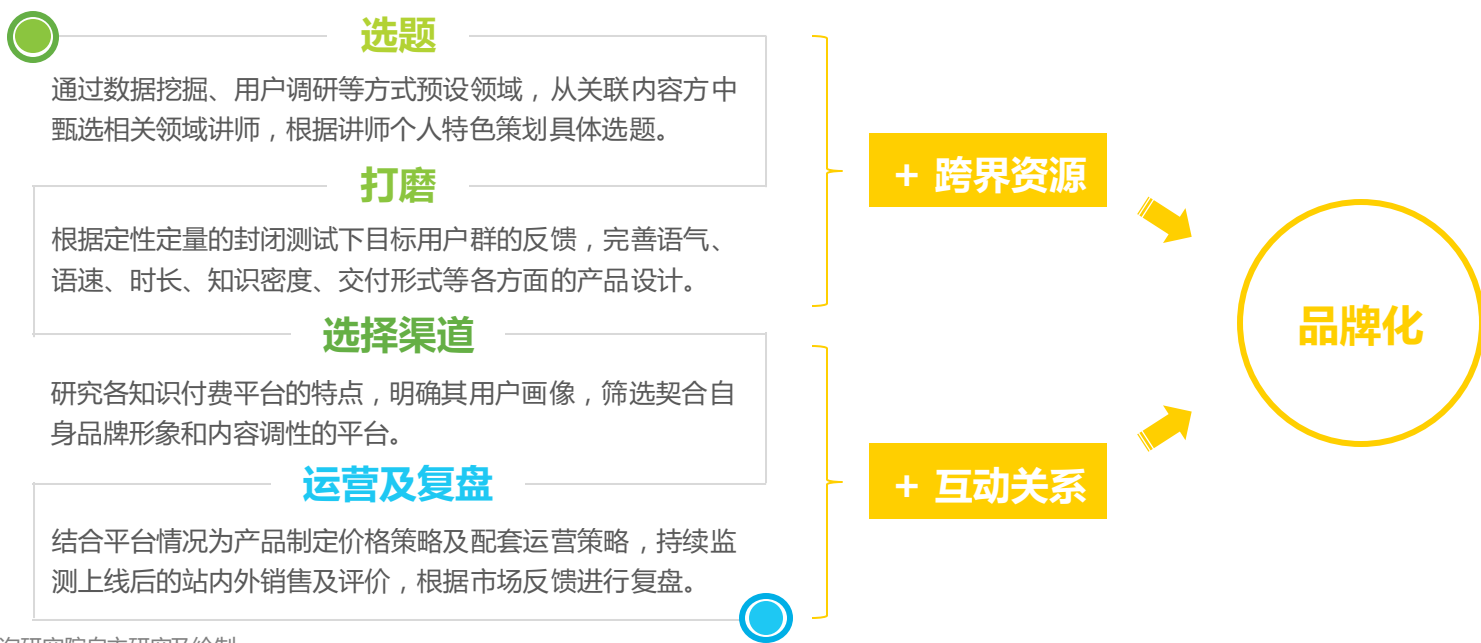 选题
通过数据挖掘、用户调研等方式预设领域，从关联内容方中
甄选相关领域讲师，根据讲师个人特色策划具体选题。
打磨
根据定性定量的封闭测试下目标用户群的反馈，完善语气、
语速、时长、知识密度、交付形式等各方面的产品设计。
选择渠道
研究各知识付费平台的特点，明确其用户画像，筛选契合自
身品牌形象和内容调性的平台。
运营及复盘
结合平台情况为产品制定价格策略及配套运营策略，持续监
测上线后的站内外销售及评价，根据市场反馈进行复盘。
+ 跨界资源
+ 互动关系
品牌化